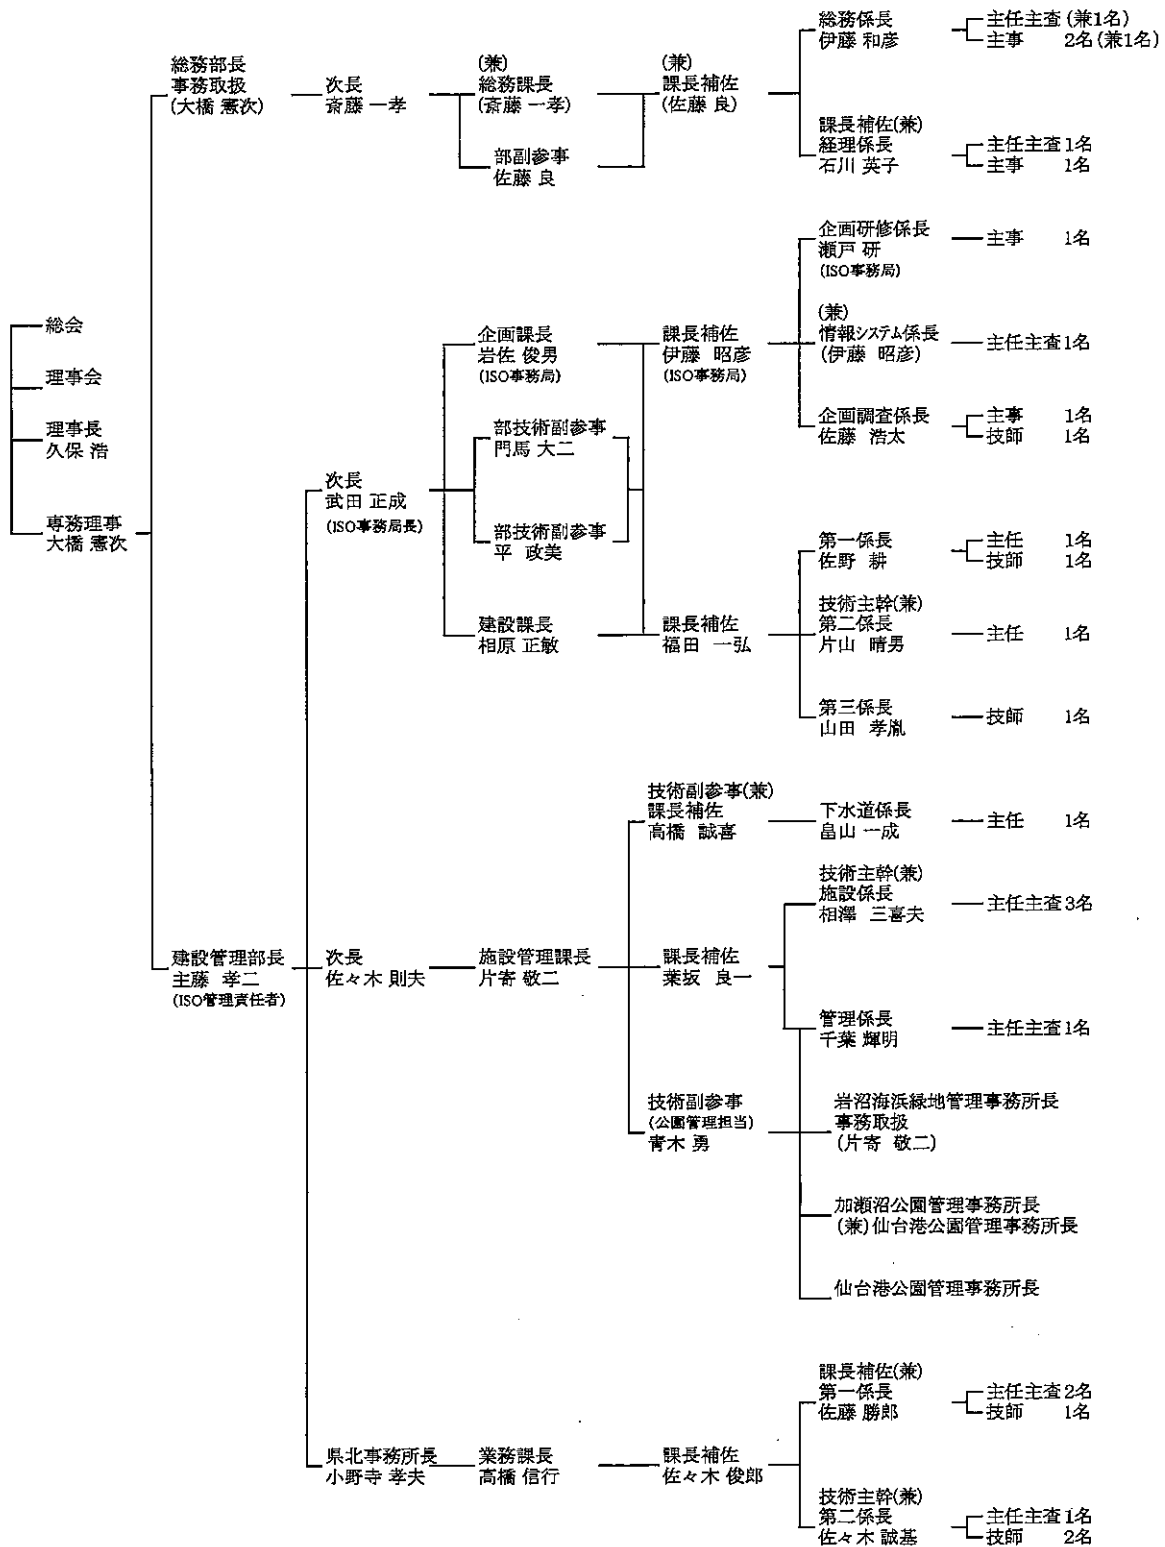 総会
理事会
理事長
久保 浩
専務理事
大橋 憲次
総務部長
事務取扱
(大橋 憲次)
次長
斎藤 一孝
(兼)
総務課長
(斎藤 一孝)
部副参事
佐藤 良
(兼)
課長補佐
(佐藤 良)
総務係長
伊藤 和彦
主任主査 (兼1名)
主事 2名 (兼1名)
課長補佐(兼)
経理係長
石川 英子
主任主査 1名
主事 1名
建設管理部長
主藤 孝二
(ISO管理責任者)
次長
武田 正成
(ISO事務局長)
企画課長
岩佐 俊男
(ISO事務局)
部技術副参事
門馬 大二
部技術副参事
平 政美
建設課長
相原 正敏
課長補佐
伊藤 昭彦
(ISO事務局)
企画研修係長
瀬戸 研
(ISO事務局)
主事 1名
(兼)
情報システム係長
(伊藤 昭彦)
主任主査 1名
企画調査係長
佐藤 浩太
主事 1名
技師 1名
課長補佐
福田 一弘
第一係長
佐野 耕
主任 1名
技師 1名
技術主幹(兼)
第二係長
片山 晴男
主任 1名
第三係長
山田 孝胤
技師 1名
次長
佐々木 則夫
施設管理課長
片寄 敬二
技術副参事(兼)
課長補佐
高橋 誠喜
下水道係長
畠山 一成
主任 1名
課長補佐
葉坂 良一
技術主幹(兼)
施設係長
相澤 三喜夫
主任主査 3名
管理係長
千葉 輝明
主任主査 1名
技術副参事
(公園管理担当)
青木 勇
岩沼海浜緑地管理事務所長
事務取扱
(片寄 敬二)
加瀬沼公園管理事務所長
(兼)仙台港公園管理事務所長
仙台港公園管理事務所長
県北事務所長
小野寺 孝夫
業務課長
高橋 信行
課長補佐
佐々木 俊郎
課長補佐(兼)
第一係長
佐藤 勝郎
主任主査 2名
技師 1名
技術主幹(兼)
第二係長
佐々木 誠基
主任主査 1名
技師 2名